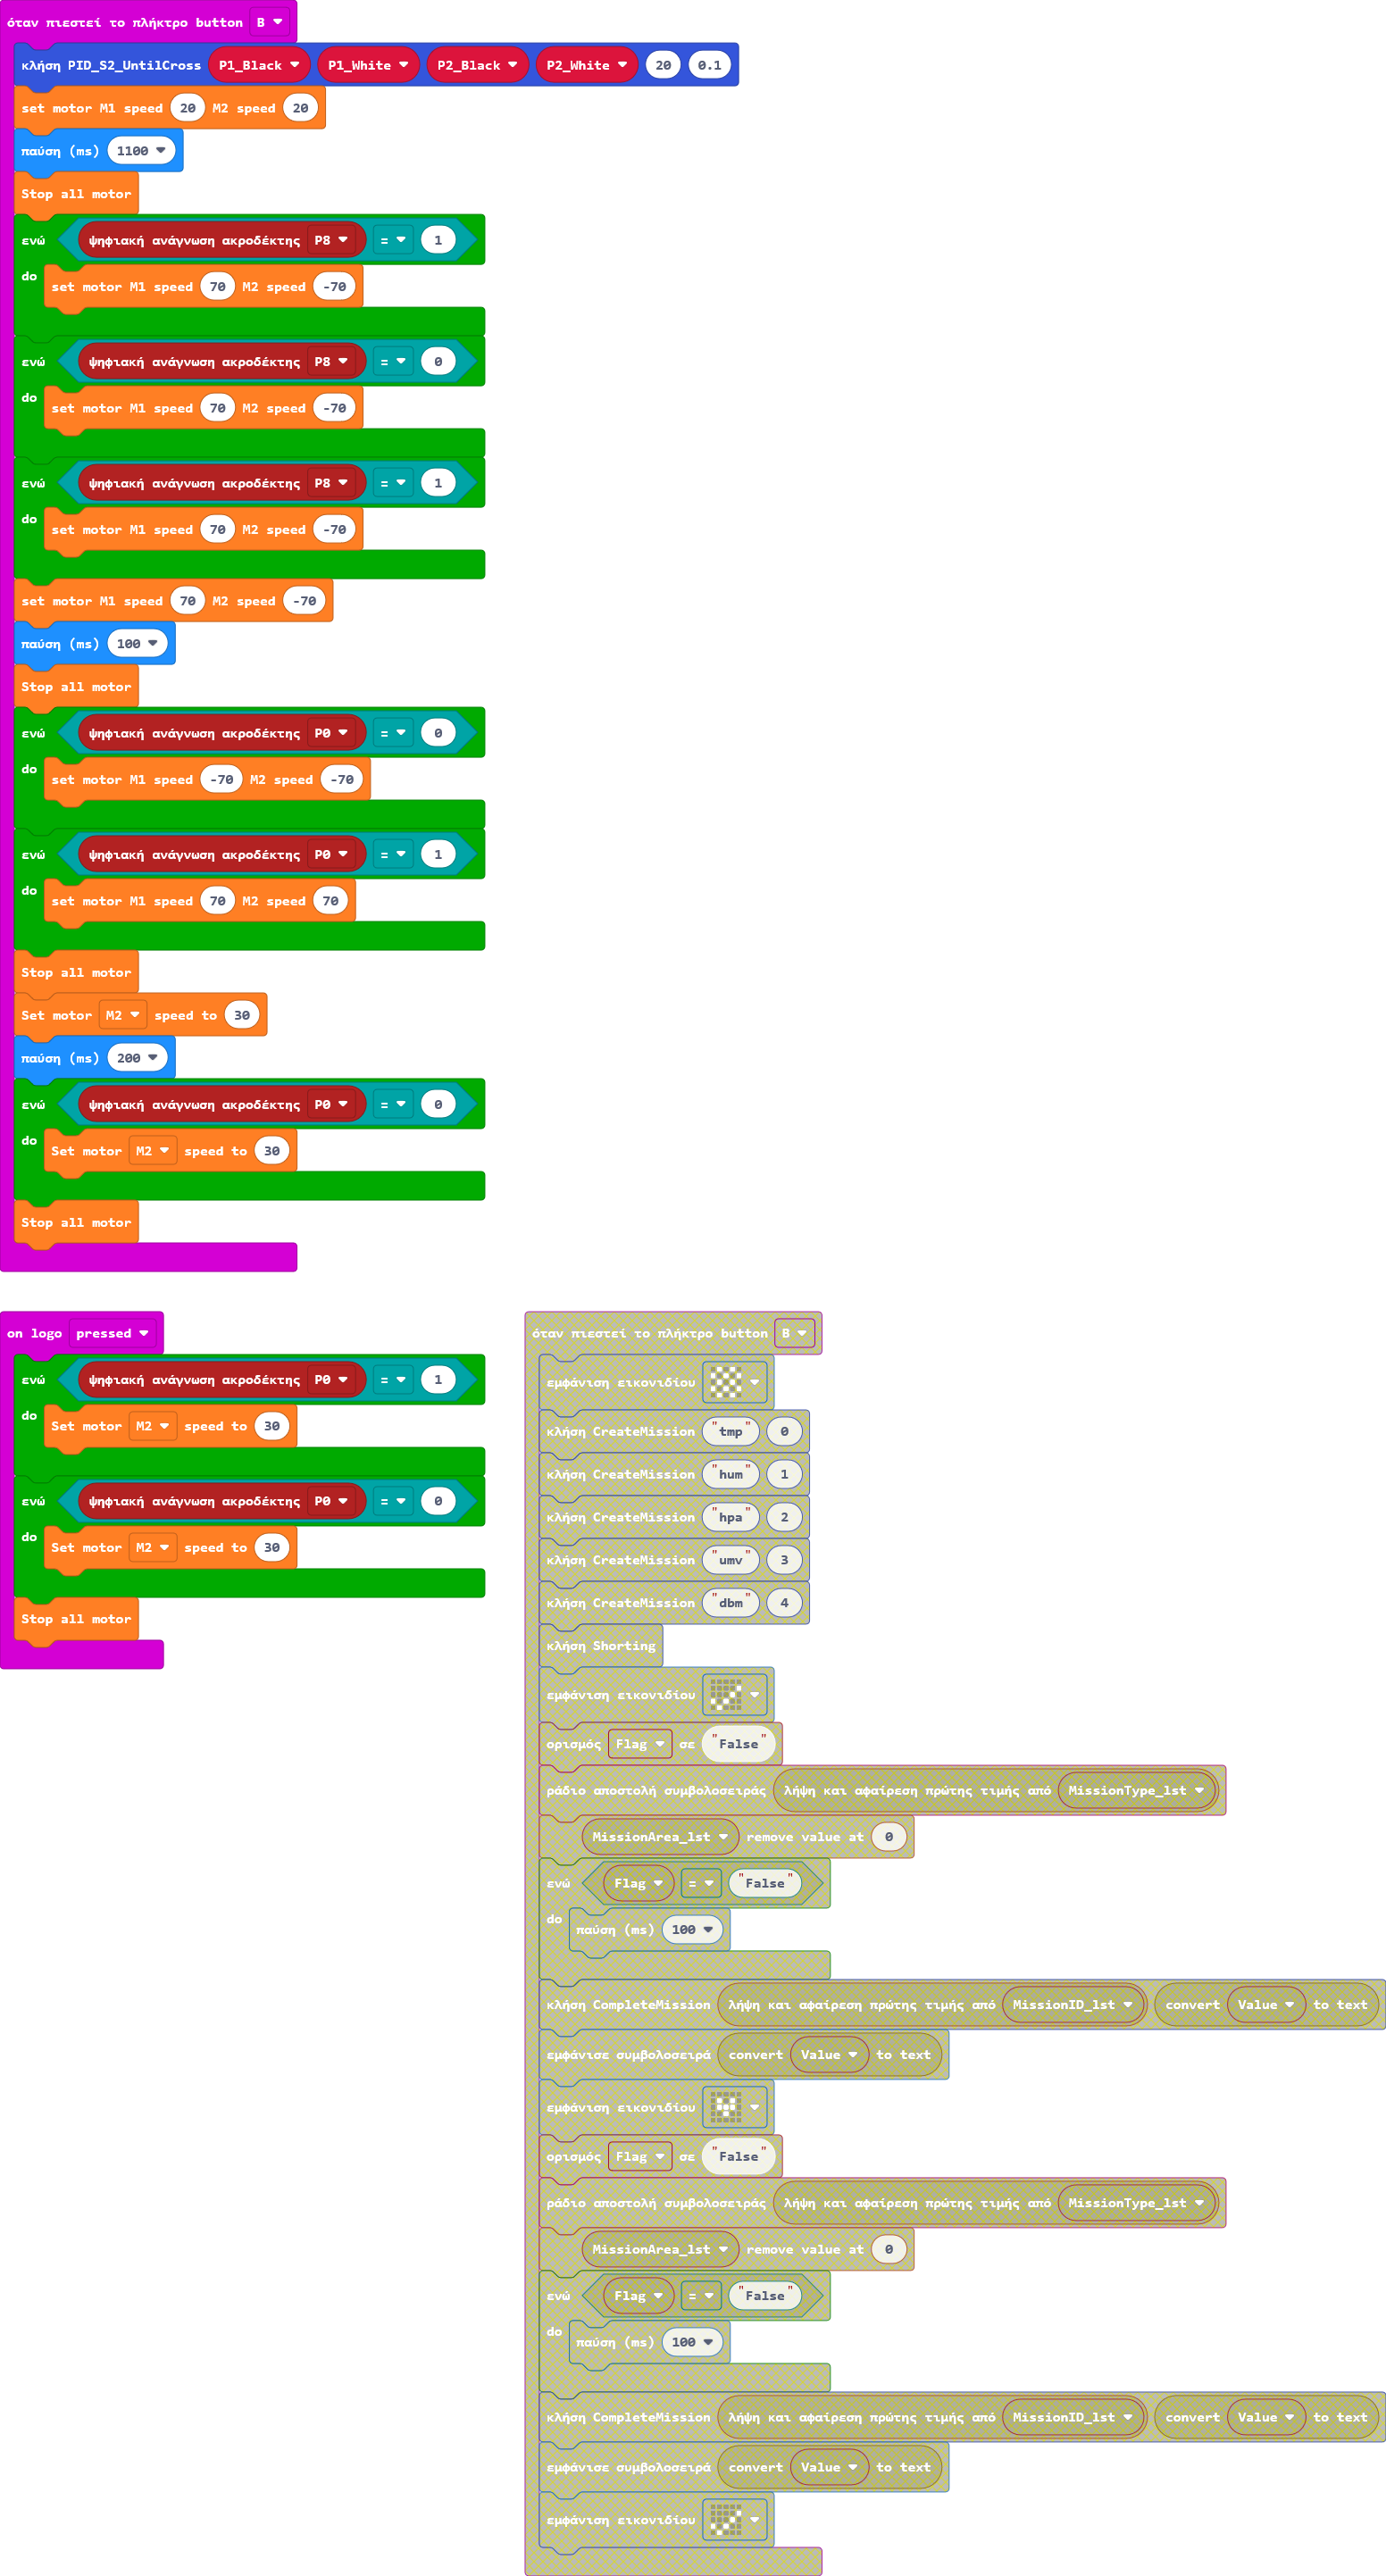 όταν πιεστεί το πλήκτρο button B
κλήση PID_S2_UntilCross P1_Black P1_White P2_Black P2_White 20 0.1
set motor M1 speed 20 M2 speed 20
παύση (ms) 1100
Stop all motor
ενώ ψηφιακή ανάγνωση ακροδέκτης P8 = 1
do
set motor M1 speed 70 M2 speed -70
ενώ ψηφιακή ανάγνωση ακροδέκτης P8 = 0
do
set motor M1 speed 70 M2 speed -70
ενώ ψηφιακή ανάγνωση ακροδέκτης P8 = 1
do
set motor M1 speed 70 M2 speed -70
set motor M1 speed 70 M2 speed -70
παύση (ms) 100
Stop all motor
ενώ ψηφιακή ανάγνωση ακροδέκτης P0 = 0
do
set motor M1 speed -70 M2 speed -70
ενώ ψηφιακή ανάγνωση ακροδέκτης P0 = 1
do
set motor M1 speed 70 M2 speed 70
Stop all motor
Set motor M2 speed to 30
παύση (ms) 200
ενώ ψηφιακή ανάγνωση ακροδέκτης P0 = 0
do
Set motor M2 speed to 30
Stop all motor
on logo pressed
ενώ ψηφιακή ανάγνωση ακροδέκτης P0 = 1
do
Set motor M2 speed to 30
ενώ ψηφιακή ανάγνωση ακροδέκτης P0 = 0
do
Set motor M2 speed to 30
Stop all motor
όταν πιεστεί το πλήκτρο button B
εμφάνιση εικονιδίου
κλήση CreateMission "tmp" 0
κλήση CreateMission "hum" 1
κλήση CreateMission "hpa" 2
κλήση CreateMission "umv" 3
κλήση CreateMission "dbm" 4
κλήση Shorting
εμφάνιση εικονιδίου
ορισμός Flag σε "False"
ράδιο αποστολή συμβολοσειράς λήψη και αφαίρεση πρώτης τιμής από MissionType_lst
MissionArea_lst remove value at 0
ενώ Flag = "False"
do
παύση (ms) 100
κλήση CompleteMission λήψη και αφαίρεση πρώτης τιμής από MissionID_lst convert Value to text
εμφάνισε συμβολοσειρά convert Value to text
εμφάνιση εικονιδίου
ορισμός Flag σε "False"
ράδιο αποστολή συμβολοσειράς λήψη και αφαίρεση πρώτης τιμής από MissionType_lst
MissionArea_lst remove value at 0
ενώ Flag = "False"
do
παύση (ms) 100
κλήση CompleteMission λήψη και αφαίρεση πρώτης τιμής από MissionID_lst convert Value to text
εμφάνισε συμβολοσειρά convert Value to text
εμφάνιση εικονιδίου